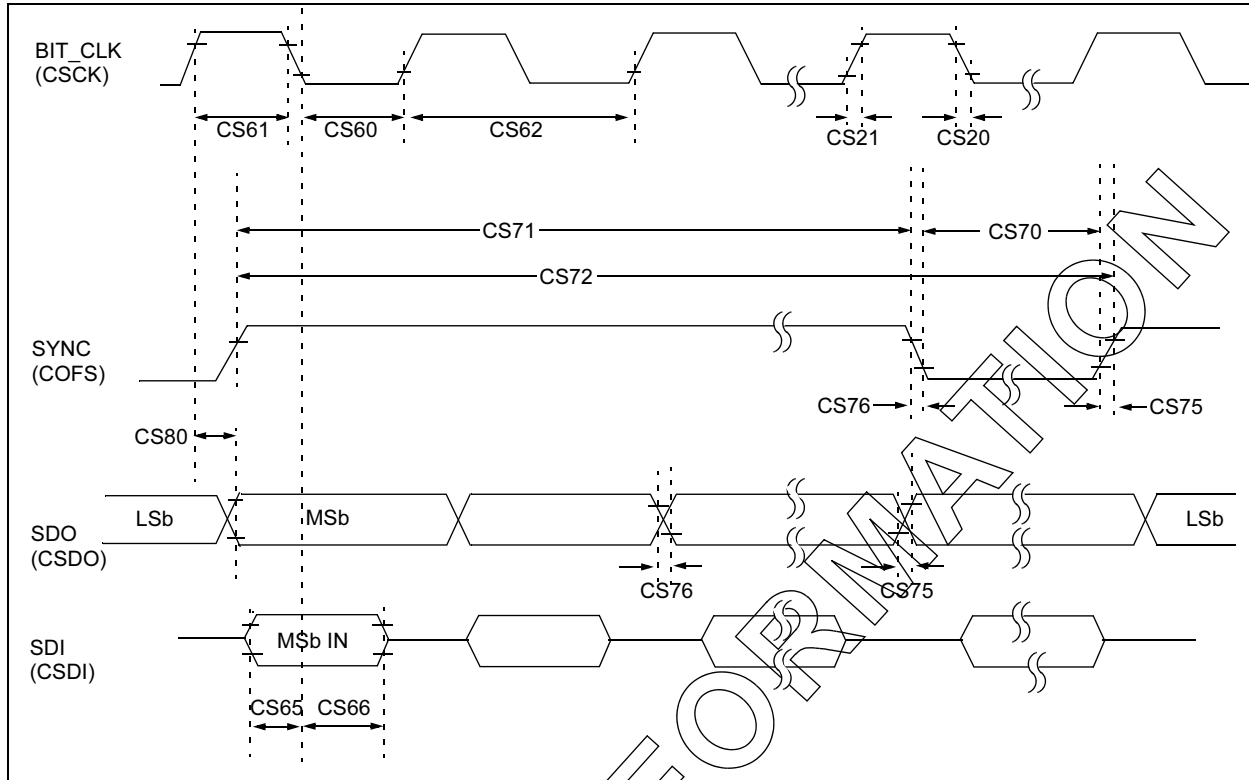 BIT_CLK
(CSCK)
CS61
CS60
CS62
CS21
CS20
CS71
CS70
CS72
SYNC
(COFS)
CS76
CS75
CS80
SDO
(CSDO)
LSb
MSb
LSb
CS76
CS75
SDI
(CSDI)
MSb IN
CS65
CS66
FORMATION